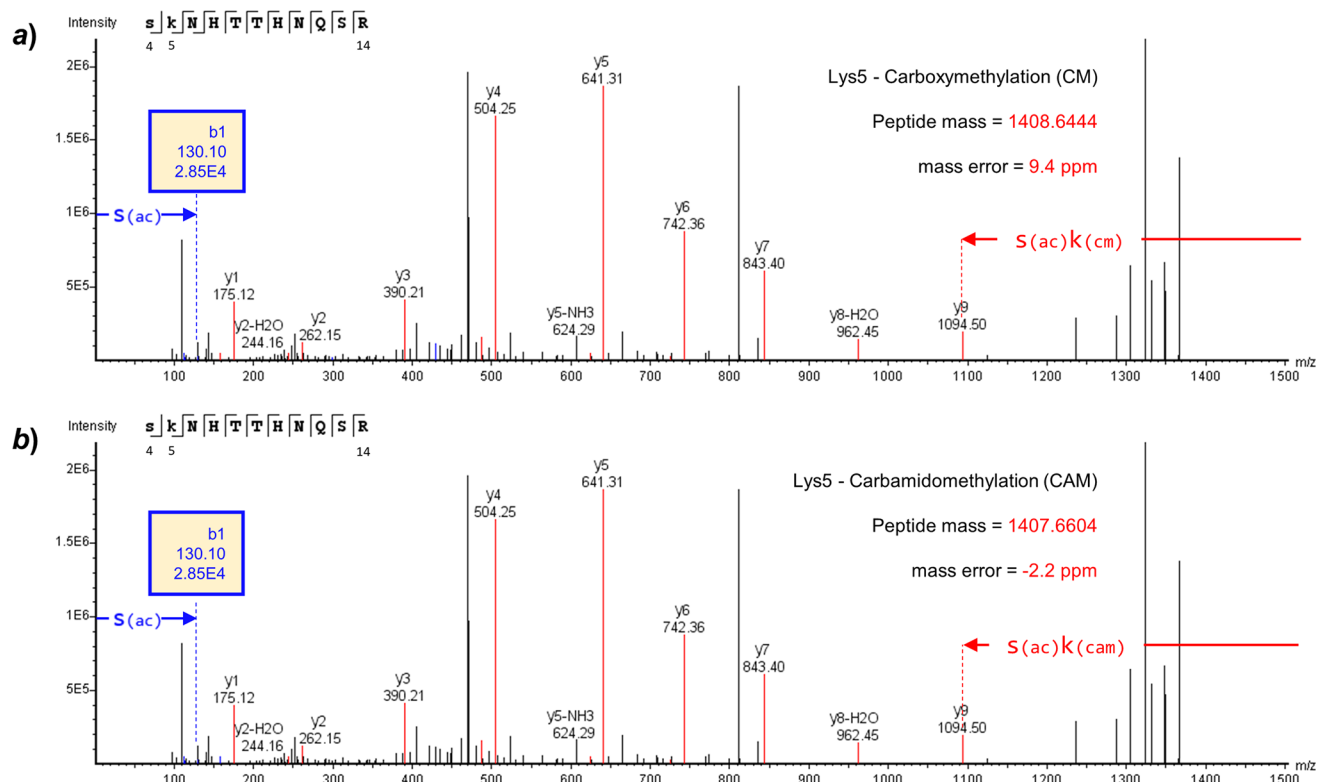 a)
Intensity
s k N H T T H N Q S R
4 5 14
2E6
1.5E6
1E6
5E5
b1
130.10
2.85E4
s(ac)
y1
175.12
y2-H2O
244.16
y2
262.15
y3
390.21
y4
504.25
y5
641.31
y5-NH3
624.29
y6
742.36
y7
843.40
y8-H2O
962.45
y9
1094.50
Lys5 - Carboxymethylation (CM)
Peptide mass = 1408.6444
mass error = 9.4 ppm
s(ac)k(cm)
100 200 300 400 500 600 700 800 900 1000 1100 1200 1300 1400 1500 m/z
b)
Intensity
s k N H T T H N Q S R
4 5 14
2E6
1.5E6
1E6
5E5
b1
130.10
2.85E4
s(ac)
y1
175.12
y2-H2O
244.16
y2
262.15
y3
390.21
y4
504.25
y5
641.31
y5-NH3
624.29
y6
742.36
y7
843.40
y8-H2O
962.45
y9
1094.50
Lys5 - Carbamidomethylation (CAM)
Peptide mass = 1407.6604
mass error = -2.2 ppm
s(ac)k(cam)
100 200 300 400 500 600 700 800 900 1000 1100 1200 1300 1400 1500 m/z